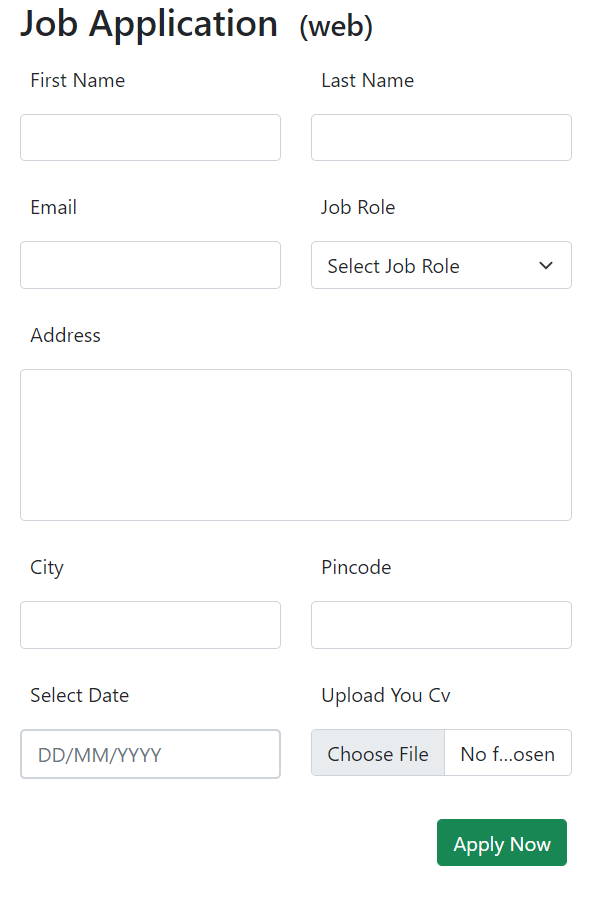 Job Application (web)
First Name Last Name
Email Job Role
Select Job Role
Address
City Pincode
Select Date Upload You Cv
DD/MM/YYYY Choose File No f...osen
Apply Now